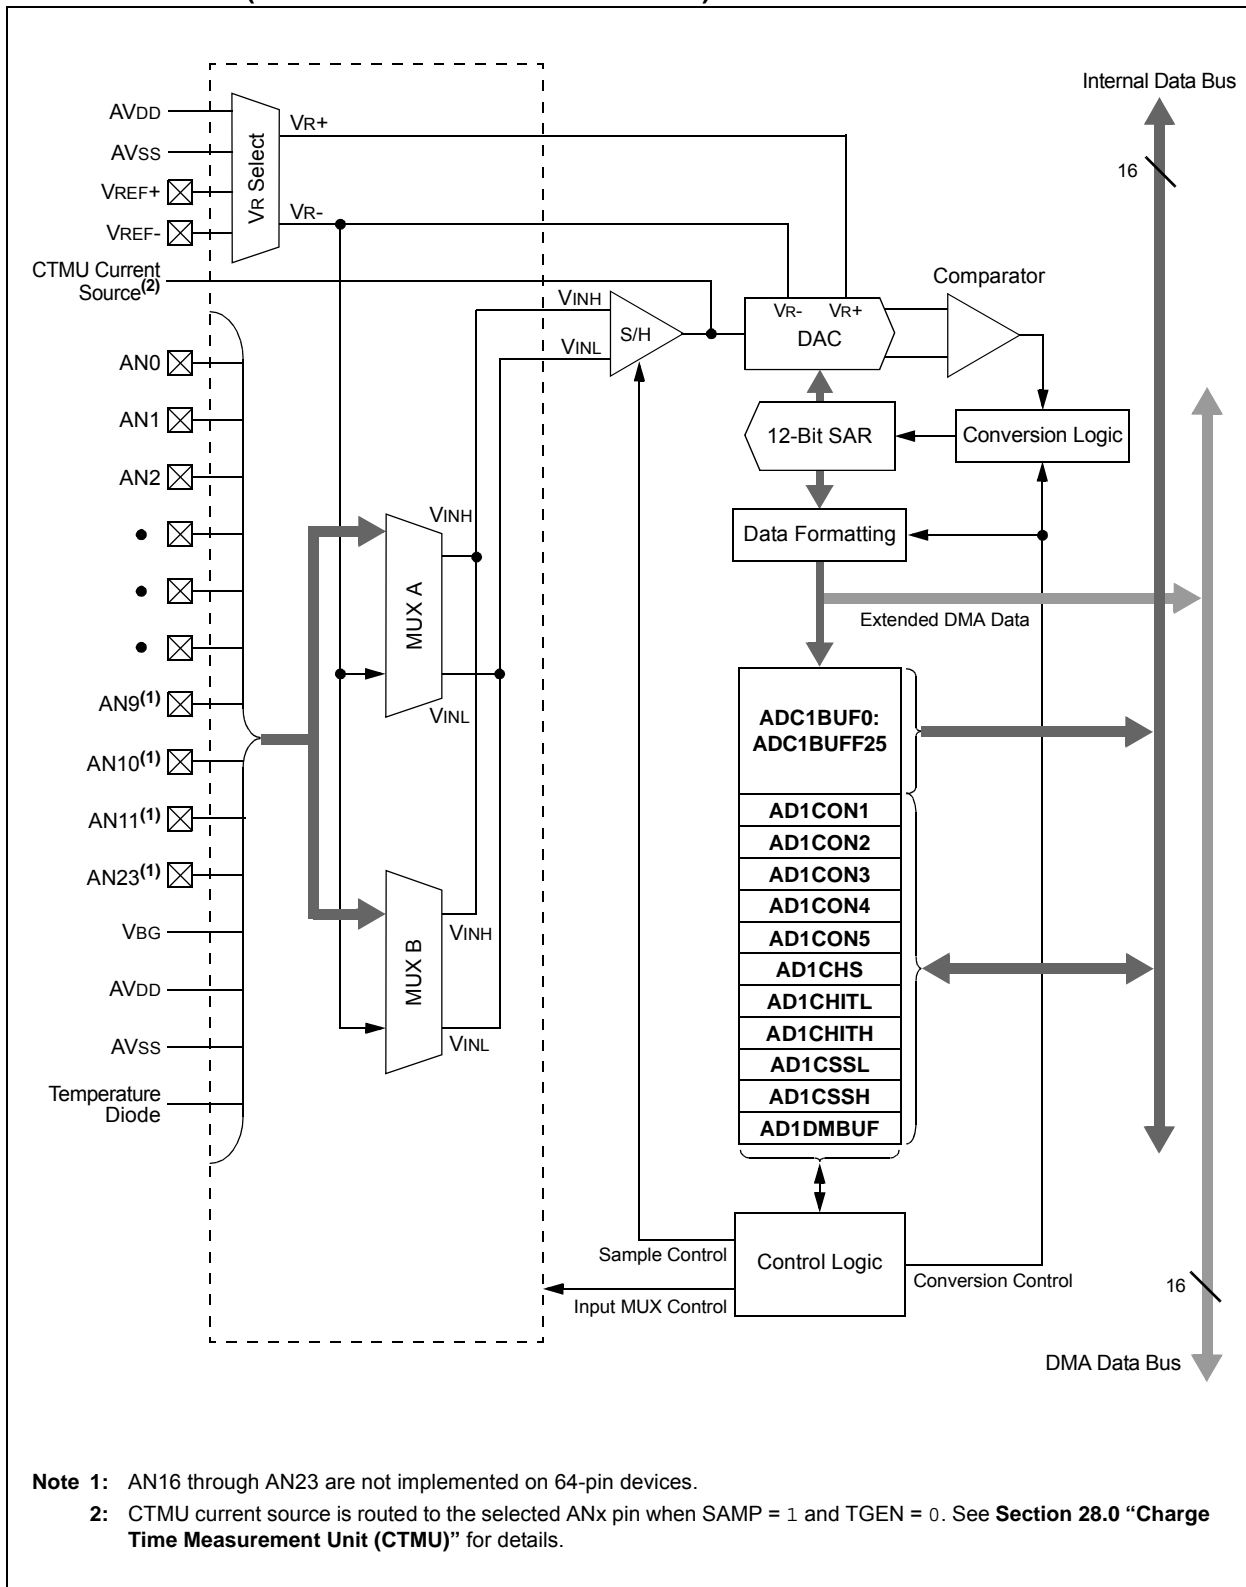 Internal Data Bus
AVDD
AVSS
VREF+
VREF-
VR Select
VR+
VR-
16
CTMU Current
Source(2)
Comparator
VINH
VINL
S/H
VR- VR+
DAC
AN0
AN1
AN2
12-Bit SAR
Conversion Logic
VINH
MUX A
VINL
Data Formatting
Extended DMA Data
AN9(1)
AN10(1)
AN11(1)
AN23(1)
VBG
AVDD
AVSS
Temperature
Diode
MUX B
VINH
VINL
ADC1BUF0:
ADC1BUFF25
AD1CON1
AD1CON2
AD1CON3
AD1CON4
AD1CON5
AD1CHS
AD1CHITL
AD1CHITH
AD1CSSL
AD1CSSH
AD1DMBUF
Sample Control
Control Logic
Conversion Control
Input MUX Control
16
DMA Data Bus
Note 1: AN16 through AN23 are not implemented on 64-pin devices.
2: CTMU current source is routed to the selected ANx pin when SAMP = 1 and TGEN = 0. See Section 28.0 “Charge
Time Measurement Unit (CTMU)” for details.